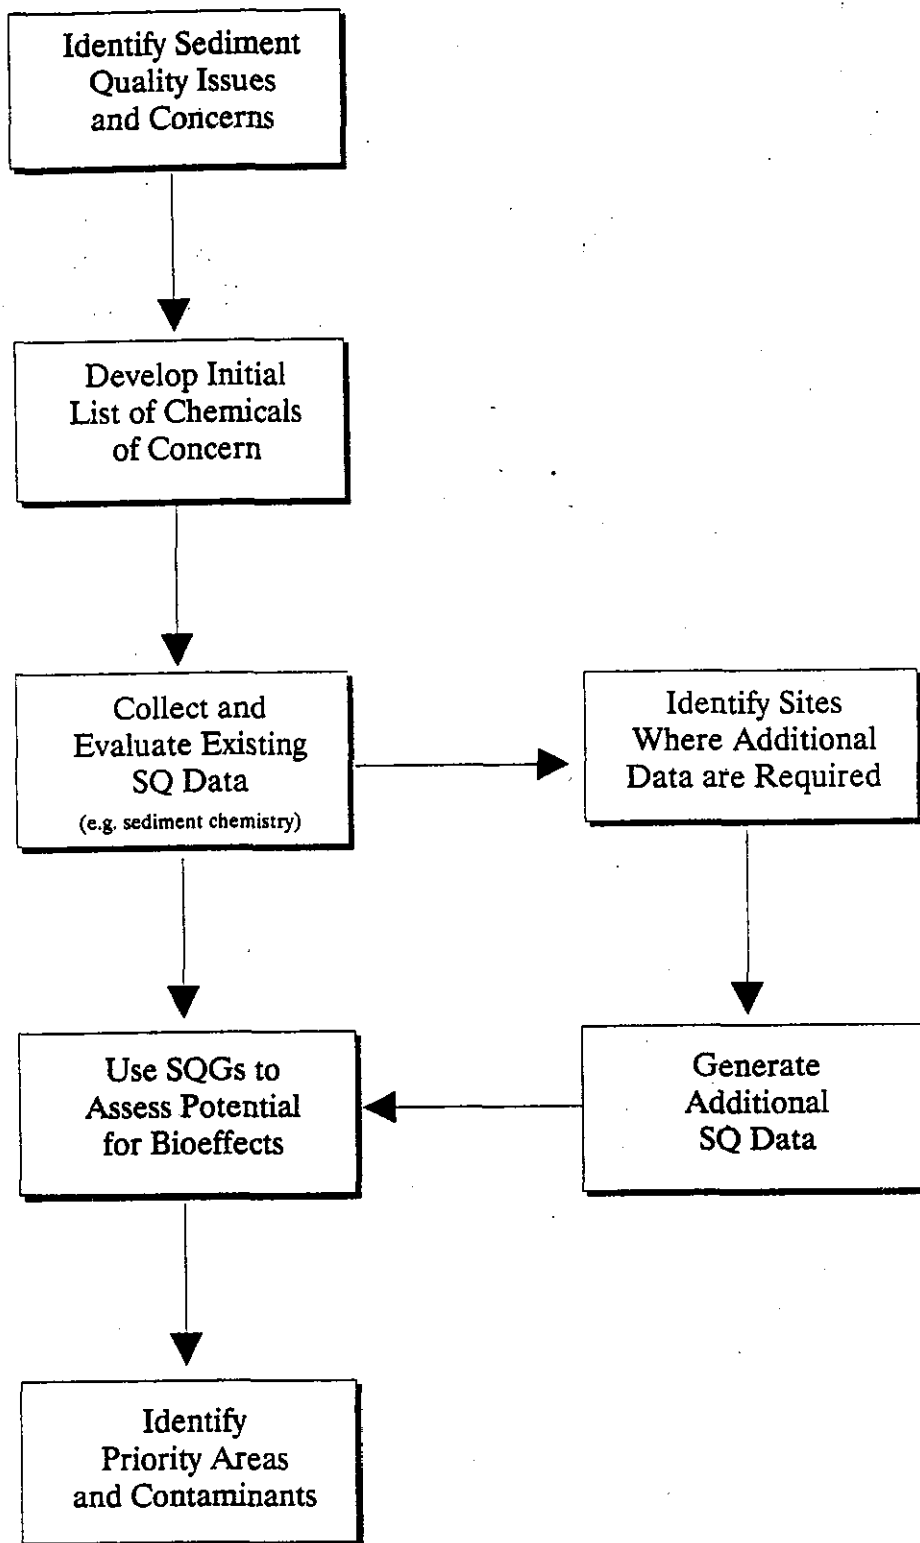 Identify Sediment
Quality Issues
and Concerns
Develop Initial
List of Chemicals
of Concern
Collect and
Evaluate Existing
SQ Data
(e.g. sediment chemistry)
Identify Sites
Where Additional
Data are Required
Use SQGs to
Assess Potential
for Bioeffects
Generate
Additional
SQ Data
Identify
Priority Areas
and Contaminants